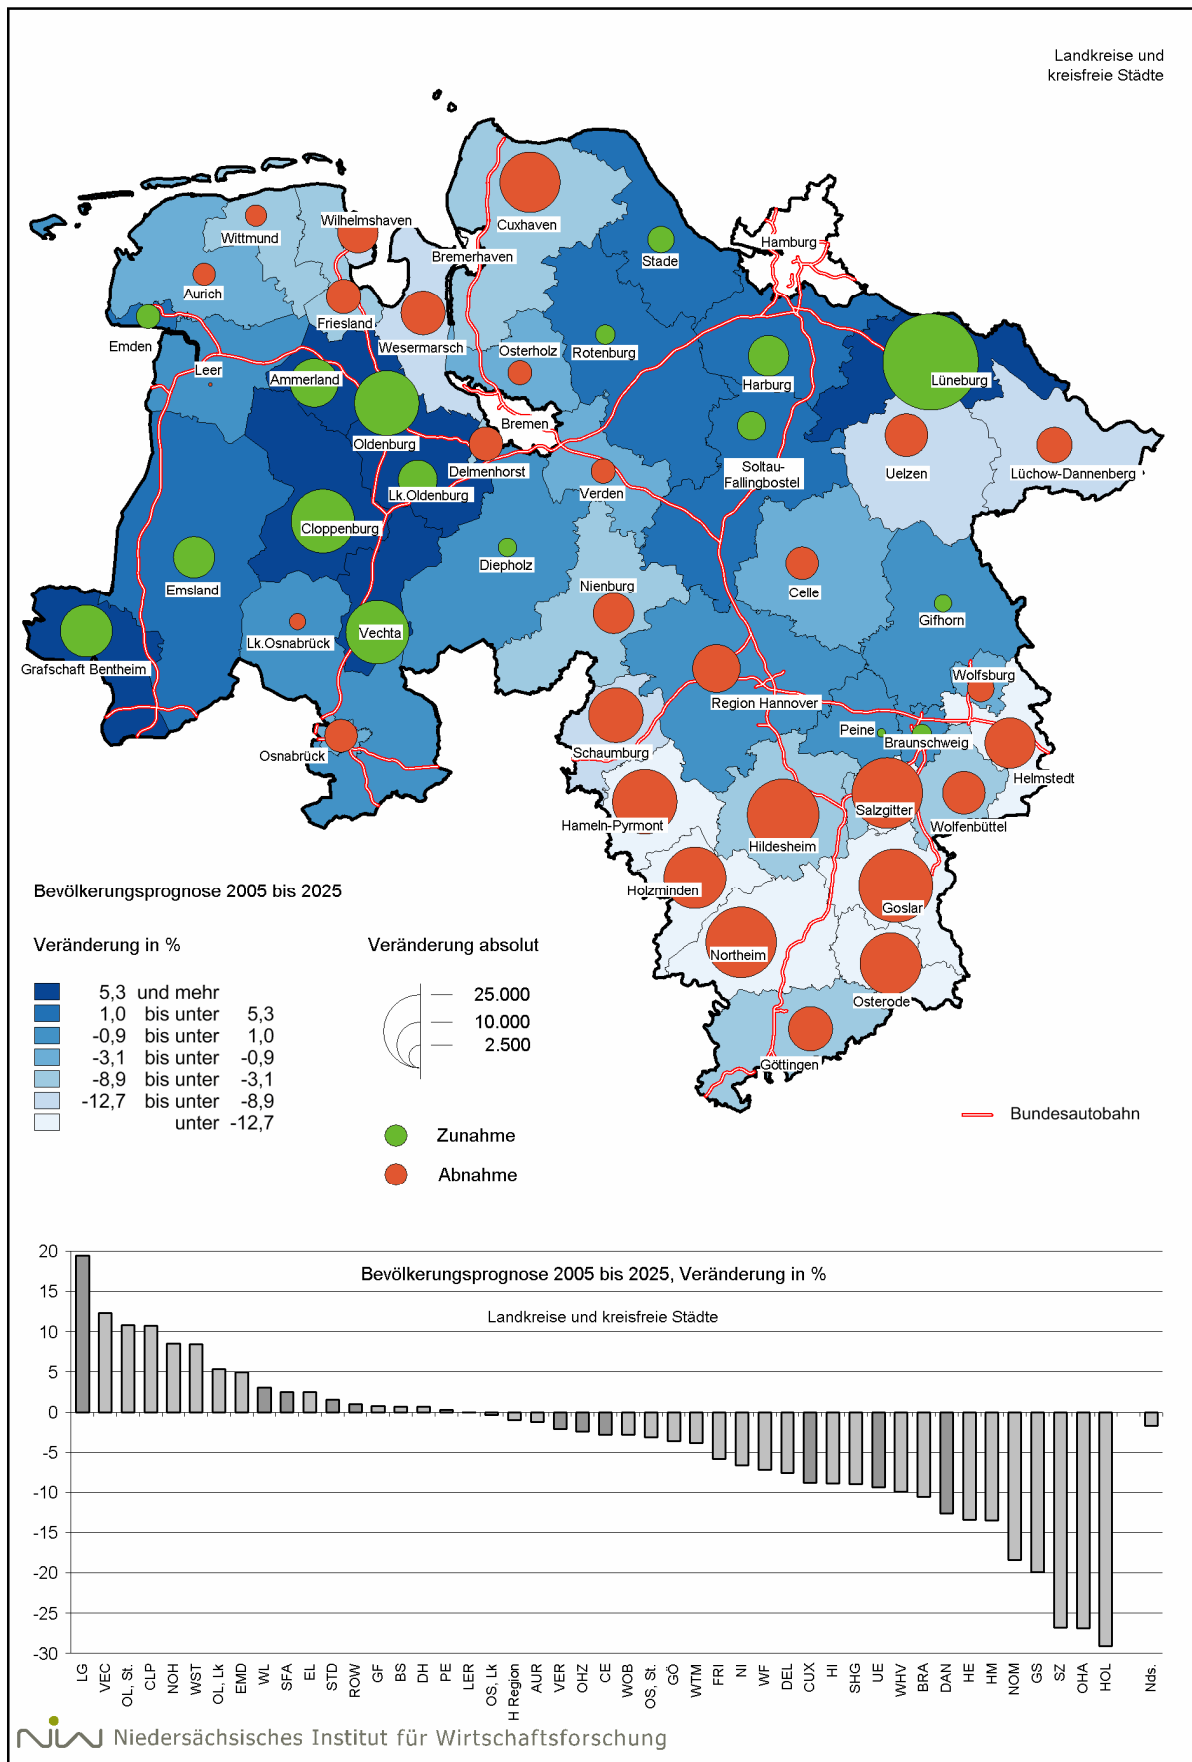 Landkreise und
kreisfreie Städte
Wilhelmshaven
Wittmund
Cuxhaven
Hamburg
Bremerhaven
Stade
Aurich
Friesland
Emden
Wesermarsch
Osterholz
Rotenburg
Leer
Ammerland
Harburg
Lüneburg
Oldenburg
Bremen
Delmenhorst
Soltau-
Fallingbostel
Uelzen
Lüchow-Dannenberg
Lk.Oldenburg
Verden
Cloppenburg
Diepholz
Nienburg
Celle
Emsland
Gifhorn
Lk.Osnabrück
Vechta
Grafschaft Bentheim
Wolfsburg
Region Hannover
Peine
Braunschweig
Osnabrück
Schaumburg
Helmstedt
Salzgitter
Hameln-Pyrmont
Wolfenbüttel
Hildesheim
Holzminden
Goslar
Northeim
Osterode
Göttingen
Bevölkerungsprognose 2005 bis 2025
Veränderung in %
5,3 und mehr
1,0 bis unter 5,3
-0,9 bis unter 1,0
-3,1 bis unter -0,9
-8,9 bis unter -3,1
-12,7 bis unter -8,9
unter -12,7
Veränderung absolut
25.000
10.000
2.500
Zunahme
Abnahme
Bundesautobahn
Bevölkerungsprognose 2005 bis 2025, Veränderung in %
Landkreise und kreisfreie Städte
20
15
10
5
0
-5
-10
-15
-20
-25
-30
LG
VEC
OL, St.
CLP
NOH
WST
OL, Lk
EMD
WL
SFA
EL
STD
ROW
GF
BS
DH
PE
LER
OS, Lk
H Region
AUR
VER
OHZ
CE
WOB
OS, St.
GÖ
WTM
FRI
NI
WF
DEL
CUX
HI
SHG
UE
WHV
BRA
DAN
HE
HM
NOM
GS
SZ
OHA
HOL
Nds.
NIW Niedersächsisches Institut für Wirtschaftsforschung